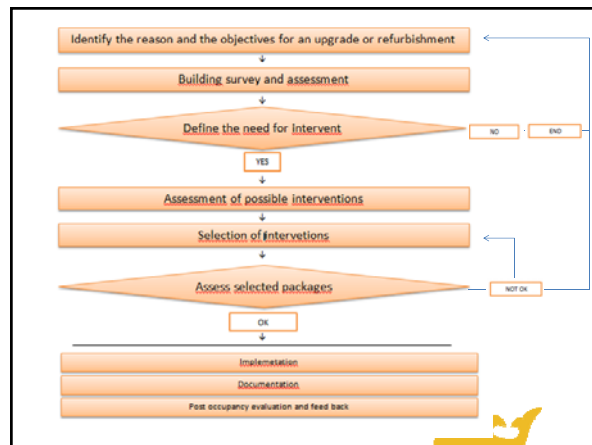 Identify the reason and the objectives for an upgrade or refurbishment
Building survey and assessment
Define the need for Intervent
NO
END
YES
Assessment of possible interventions
Selection of intervetions
Assess selected packages
NOT OK
OK
Implemetation
Documentation
Post occupancy evaluation and feed back